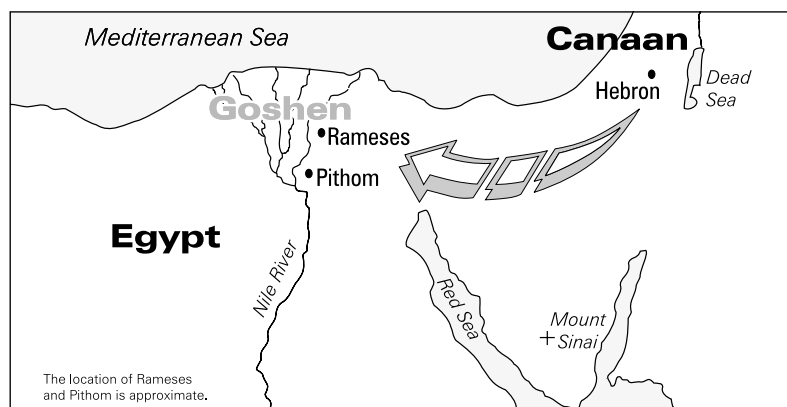 Mediterranean Sea
Canaan
Hebron
Dead
Sea
Goshen
Rameses
Pithom
Egypt
Nile River
Red Sea
Mount
Sinai
The location of Rameses
and Pithom is approximate.